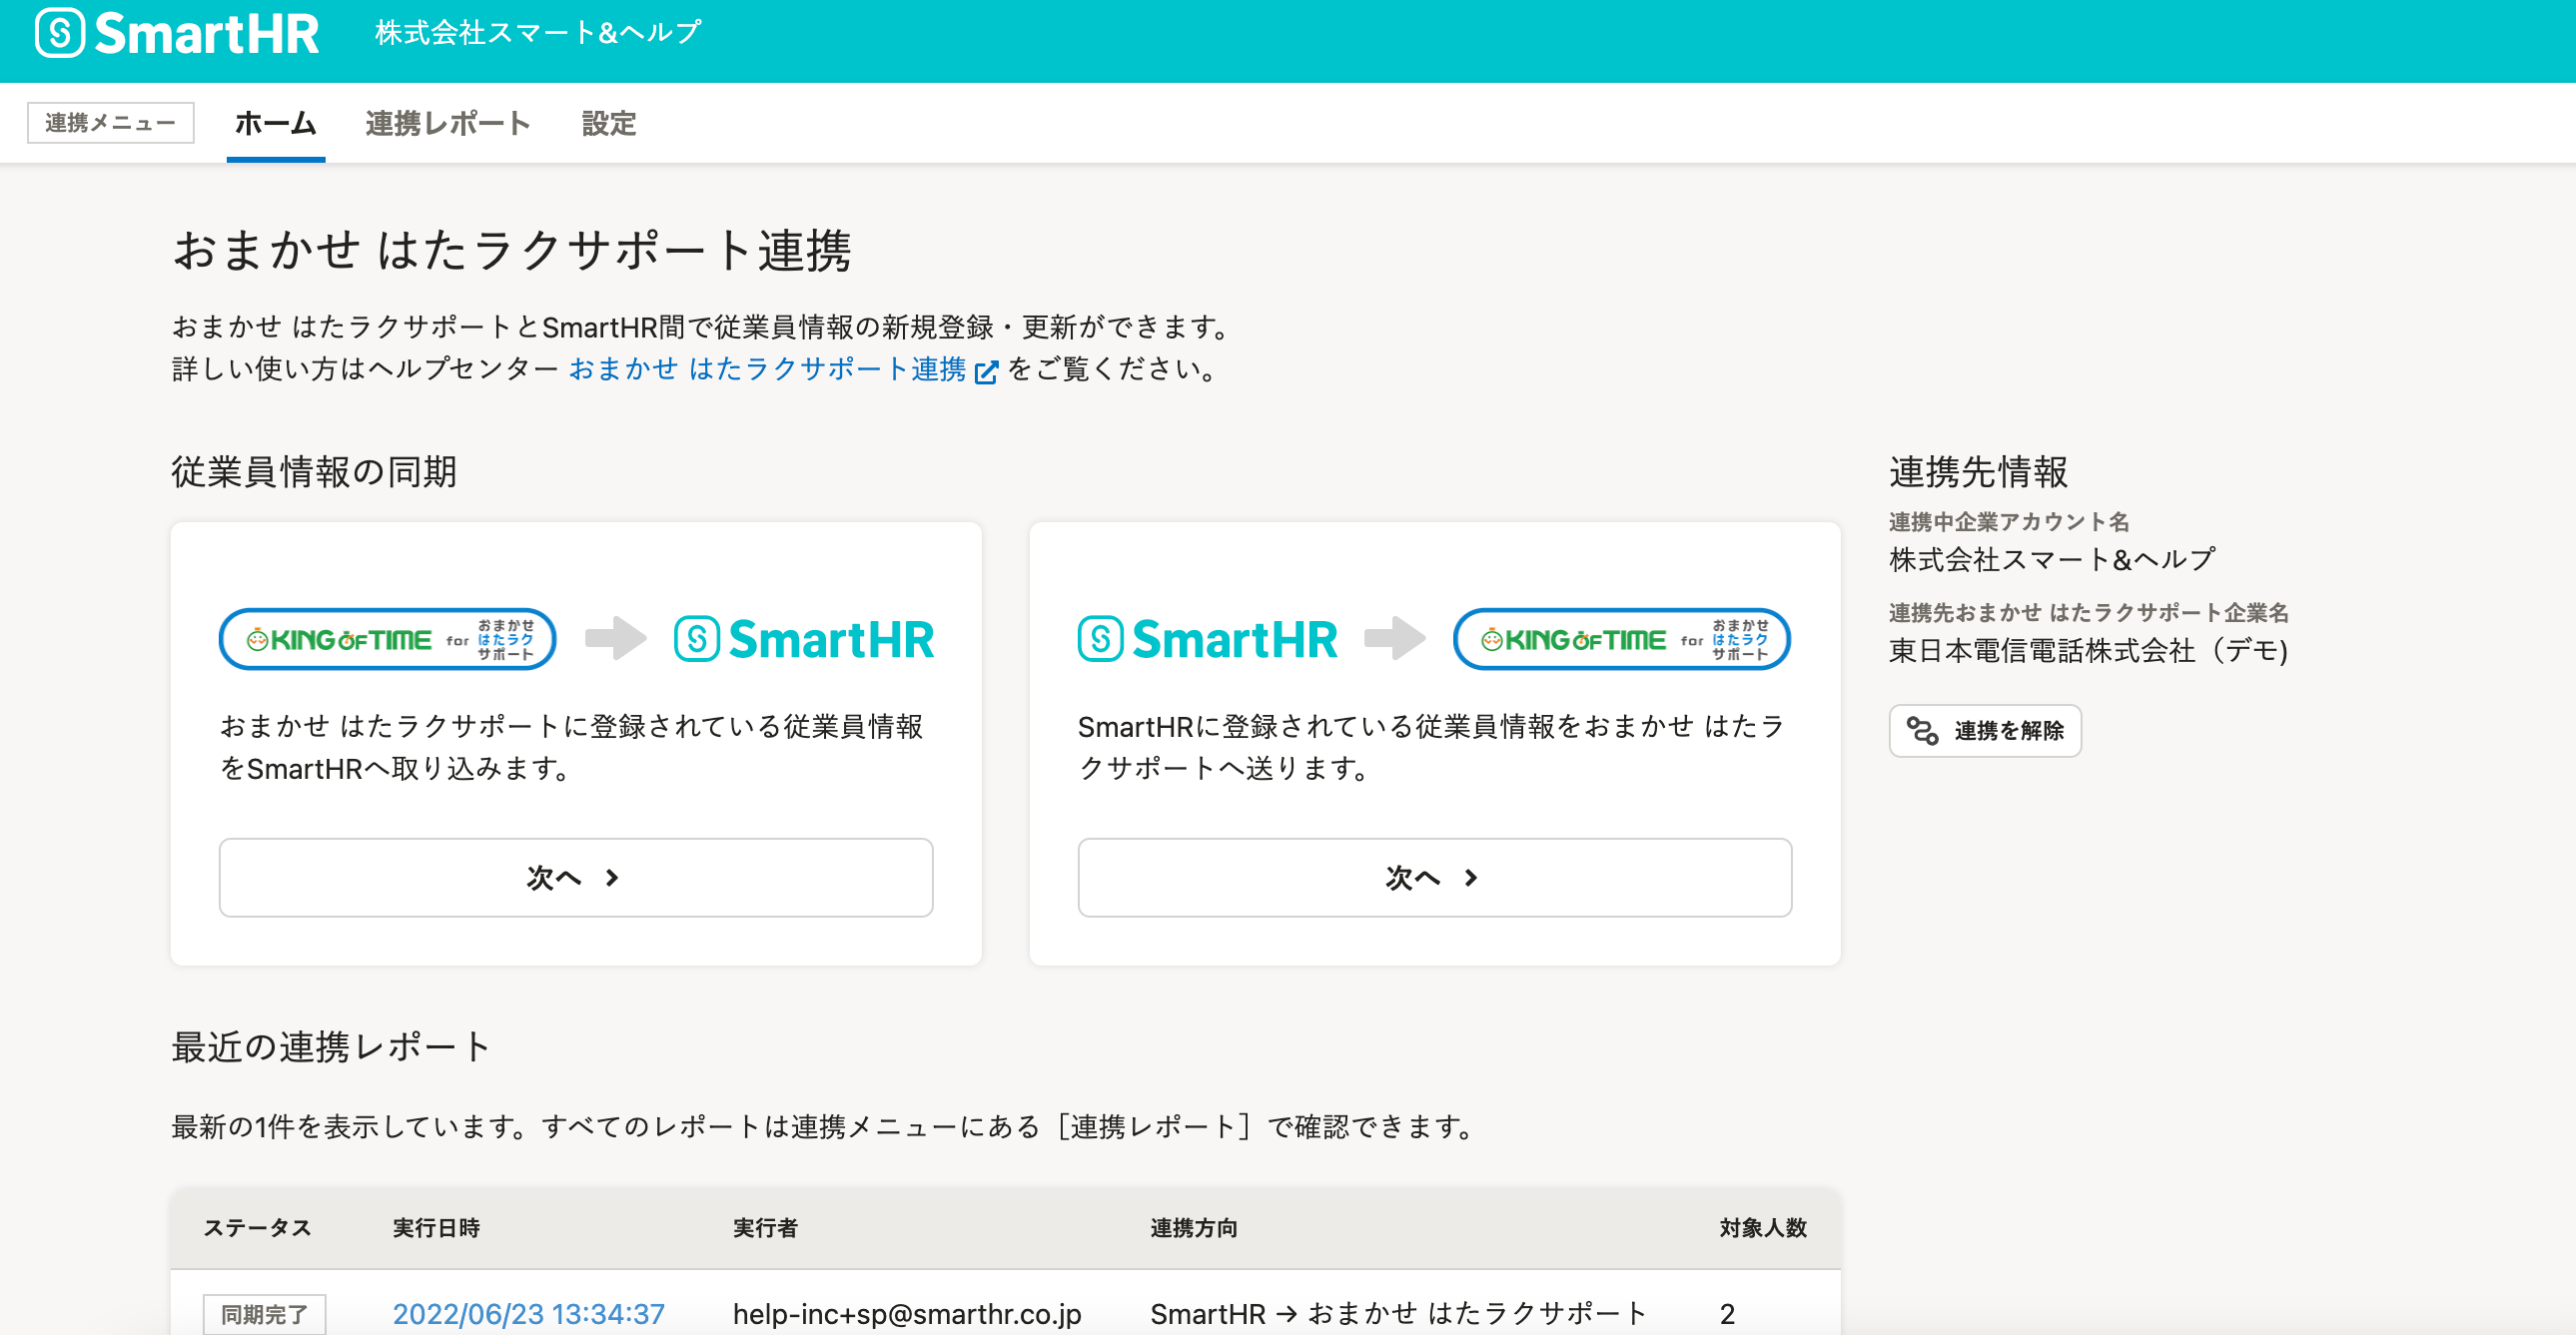 SmartHR 株式会社スマート&ヘルプ
連携メニュー ホーム 連携レポート 設定
おまかせ はたラクサポート連携
おまかせ はたラクサポートとSmartHR間で従業員情報の新規登録・更新ができます。
詳しい使い方はヘルプセンター おまかせ はたラクサポート連携 をご覧ください。
従業員情報の同期
KING OF TIME for おまかせ はたラク サポート
SmartHR
おまかせ はたラクサポートに登録されている従業員情報
をSmartHRへ取り込みます。
次へ
SmartHR
KING OF TIME for おまかせ はたラク サポート
SmartHRに登録されている従業員情報をおまかせ はたラ
クサポートへ送ります。
次へ
連携先情報
連携中企業アカウント名
株式会社スマート&ヘルプ
連携先おまかせ はたラクサポート企業名
東日本電信電話株式会社（デモ)
連携を解除
最近の連携レポート
最新の1件を表示しています。すべてのレポートは連携メニューにある［連携レポート］で確認できます。
ステータス 実行日時 実行者 連携方向 対象人数
同期完了 2022/06/23 13:34:37 help-inc+sp@smarthr.co.jp SmartHR → おまかせ はたラクサポート 2